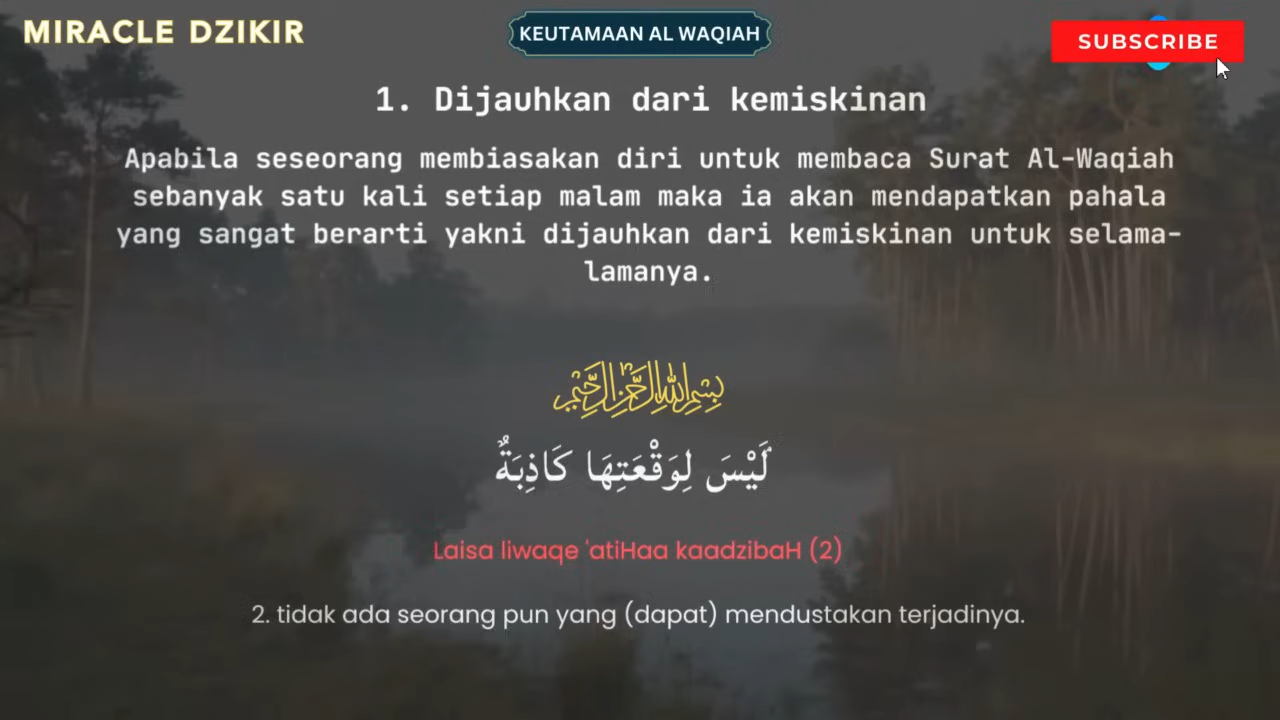 MIRACLE DZIKIR
KEUTAMAAN AL WAQIAH
SUBSCRIBE
1. Dijauhkan dari kemiskinan
Apabila seseorang membiasakan diri untuk membaca Surat Al-Waqiah
sebanyak satu kali setiap malam maka ia akan mendapatkan pahala
yang sangat berarti yakni dijauhkan dari kemiskinan untuk selama-
lamanya.
بِسْمِ اللَّهِ الرَّحْمَٰنِ الرَّحِيمِ
لَيْسَ لِوَقْعَتِهَا كَاذِبَةٌ
Laisa liwaqe 'atiHaa kaadzibaH (2)
2. tidak ada seorang pun yang (dapat) mendustakan terjadinya.